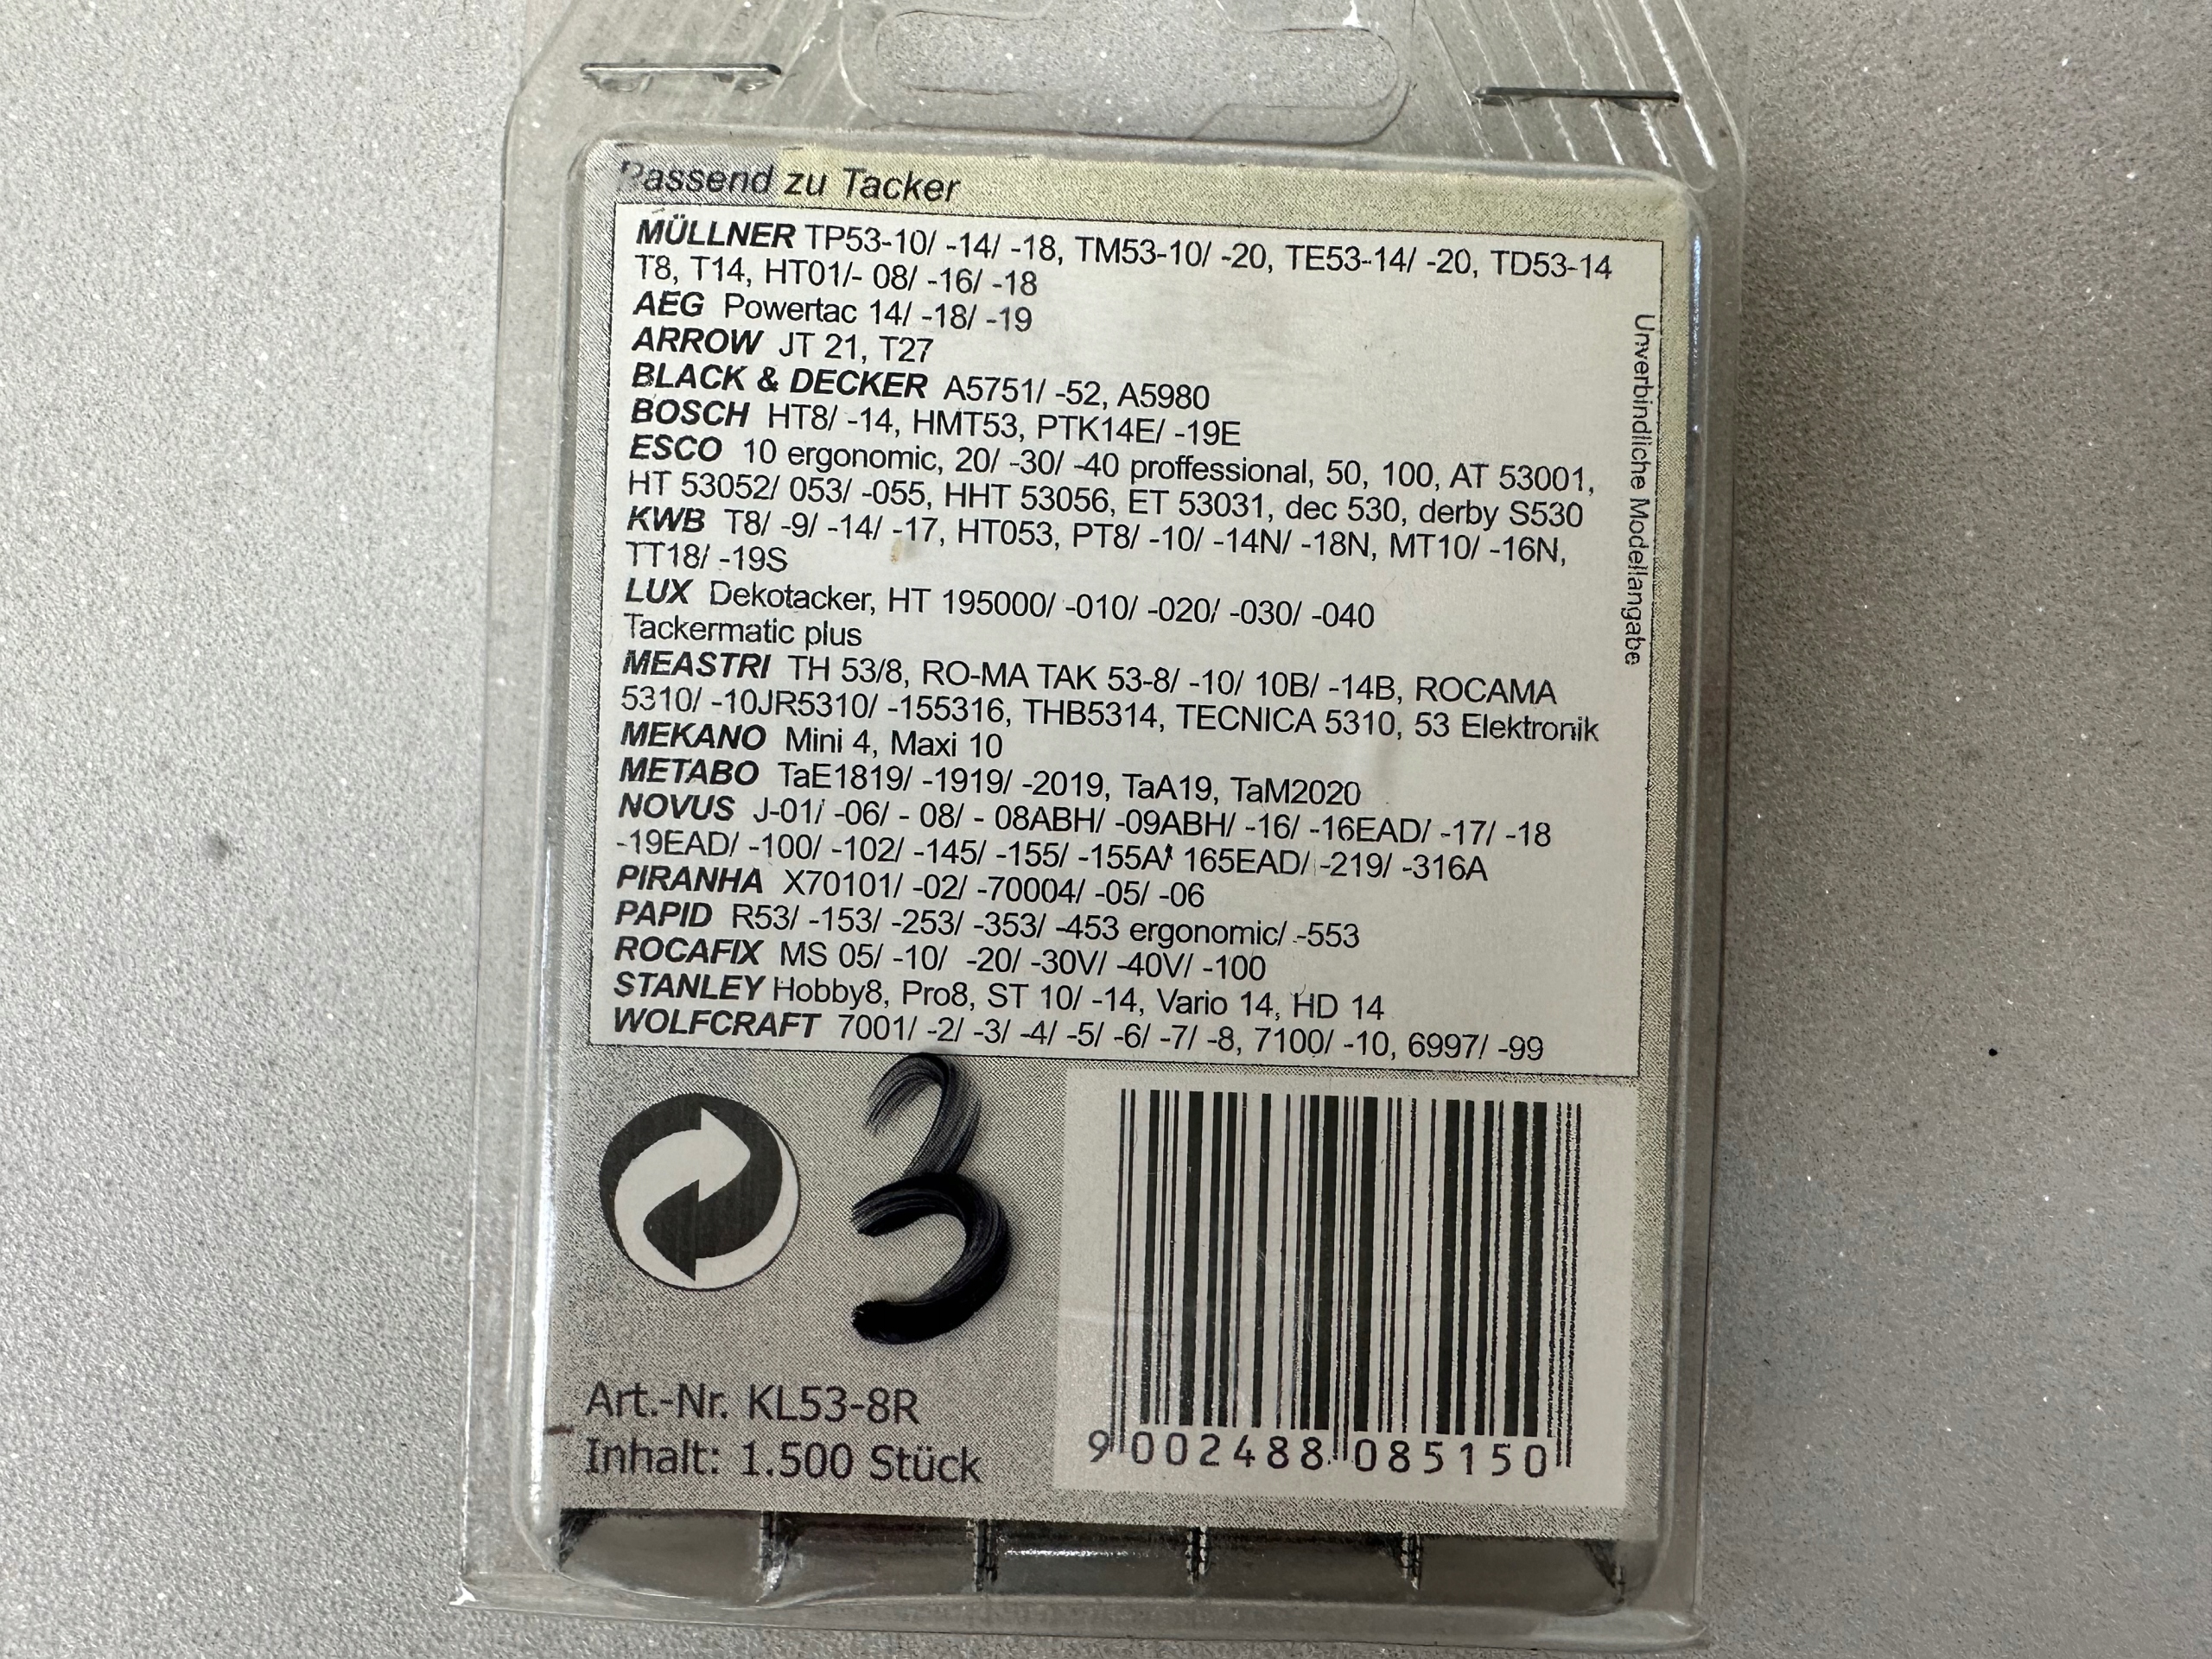 Passend zu Tacker
MÜLLNER TP53-10/ -14/ -18, TM53-10/ -20, TE53-14/ -20, TD53-14
T8, T14, HT01/- 08/ -16/ -18
AEG Powertac 14/ -18/ -19
ARROW JT 21, T27
BLACK & DECKER A5751/ -52, A5980
BOSCH HT8/ -14, HMT53, PTK14E/ -19E
ESCO 10 ergonomic, 20/ -30/ -40 proffessional, 50, 100, AT 53001,
HT 53052/ 053/ -055, HHT 53056, ET 53031, dec 530, derby S530
KWB T8/ -9/ -14/ -17, HT053, PT8/ -10/ -14N/ -18N, MT10/ -16N,
TT18/ -19S
LUX Dekotacker, HT 195000/ -010/ -020/ -030/ -040
Tackermatic plus
MEASTRI TH 53/8, RO-MA TAK 53-8/ -10/ 10B/ -14B, ROCAMA
5310/ -10JR5310/ -155316, THB5314, TECNICA 5310, 53 Elektronik
MEKANO Mini 4, Maxi 10
METABO TaE1819/ -1919/ -2019, TaA19, TaM2020
NOVUS J-01/ -06/ - 08/ - 08ABH/ -09ABH/ -16/ -16EAD/ -17/ -18
-19EAD/ -100/ -102/ -145/ -155/ -155A/ 165EAD/ -219/ -316A
PIRANHA X70101/ -02/ -70004/ -05/ -06
PAPID R53/ -153/ -253/ -353/ -453 ergonomic/ -553
ROCAFIX MS 05/ -10/ -20/ -30V/ -40V/ -100
STANLEY Hobby8, Pro8, ST 10/ -14, Vario 14, HD 14
WOLFCRAFT 7001/ -2/ -3/ -4/ -5/ -6/ -7/ -8, 7100/ -10, 6997/ -99
Unverbindliche Modellangabe
3
Art.-Nr. KL53-8R
Inhalt: 1.500 Stück
9 002488 085150